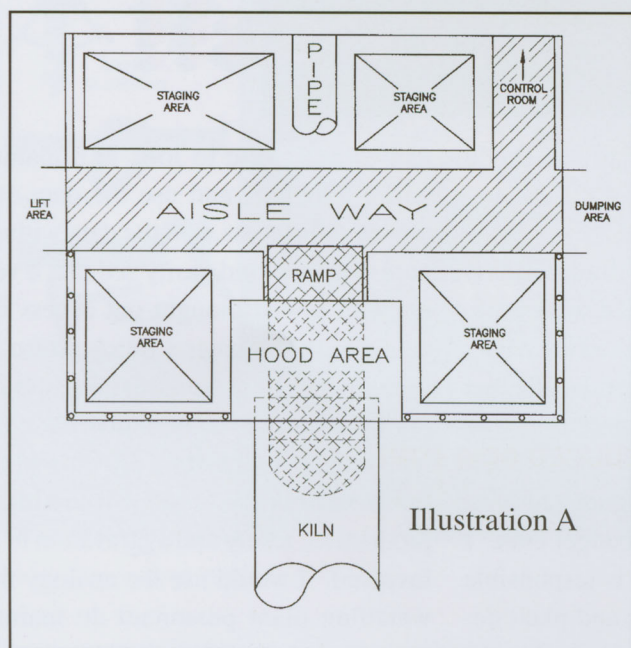 PIPE
STAGING
AREA
STAGING
AREA
CONTROL
ROOM
LIFT
AREA
AISLE WAY
DUMPING
AREA
RAMP
STAGING
AREA
HOOD AREA
STAGING
AREA
KILN
Illustration A